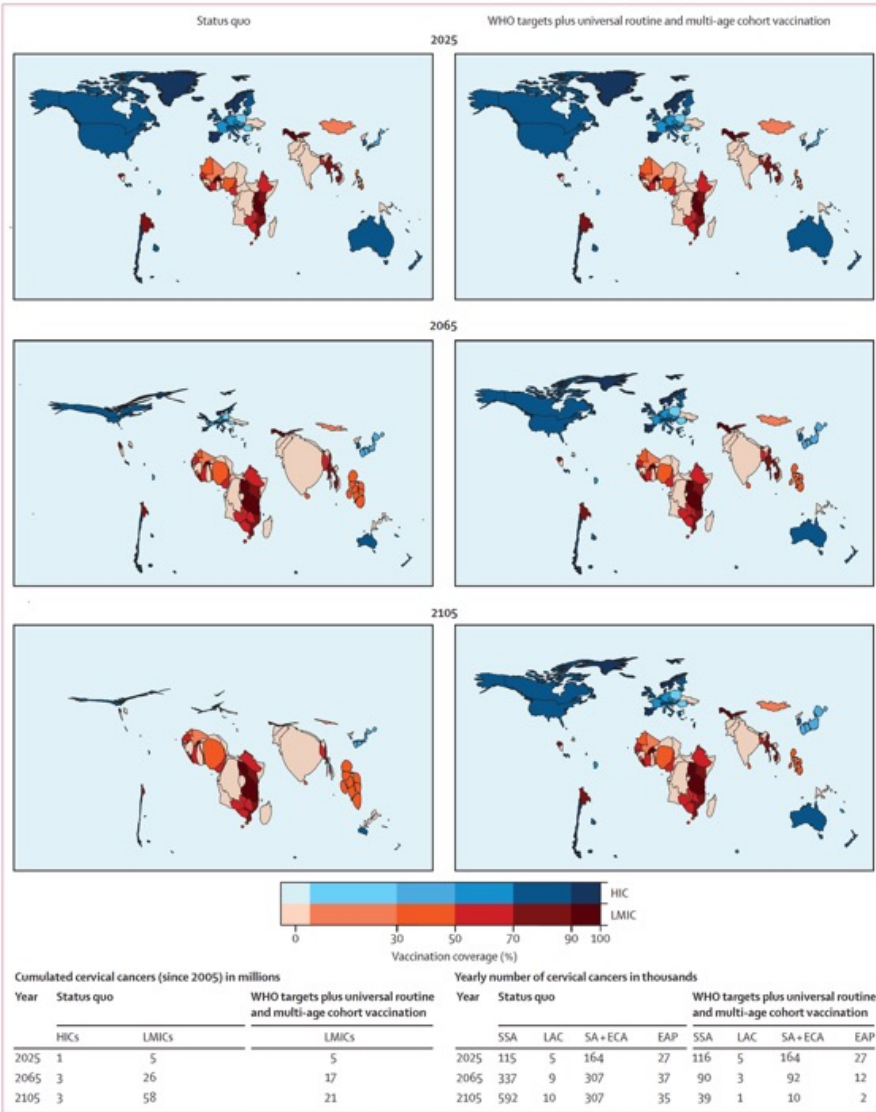 Status quo
WHO targets plus universal routine and multi-age cohort vaccination
2025
2065
2105
HIC
LMIC
0 30 50 70 90 100
Vaccination coverage (%)
Cumulated cervical cancers (since 2005) in millions
Year Status quo WHO targets plus universal routine
and multi-age cohort vaccination
HICs LMICs LMICs
2025 1 5 5
2065 3 26 17
2105 3 58 21
Yearly number of cervical cancers in thousands
Year Status quo WHO targets plus universal routine
and multi-age cohort vaccination
SSA LAC SA+ECA EAP SSA LAC SA+ECA EAP
2025 115 5 164 27 116 5 164 27
2065 337 9 307 37 90 3 92 12
2105 592 10 307 35 39 1 10 2